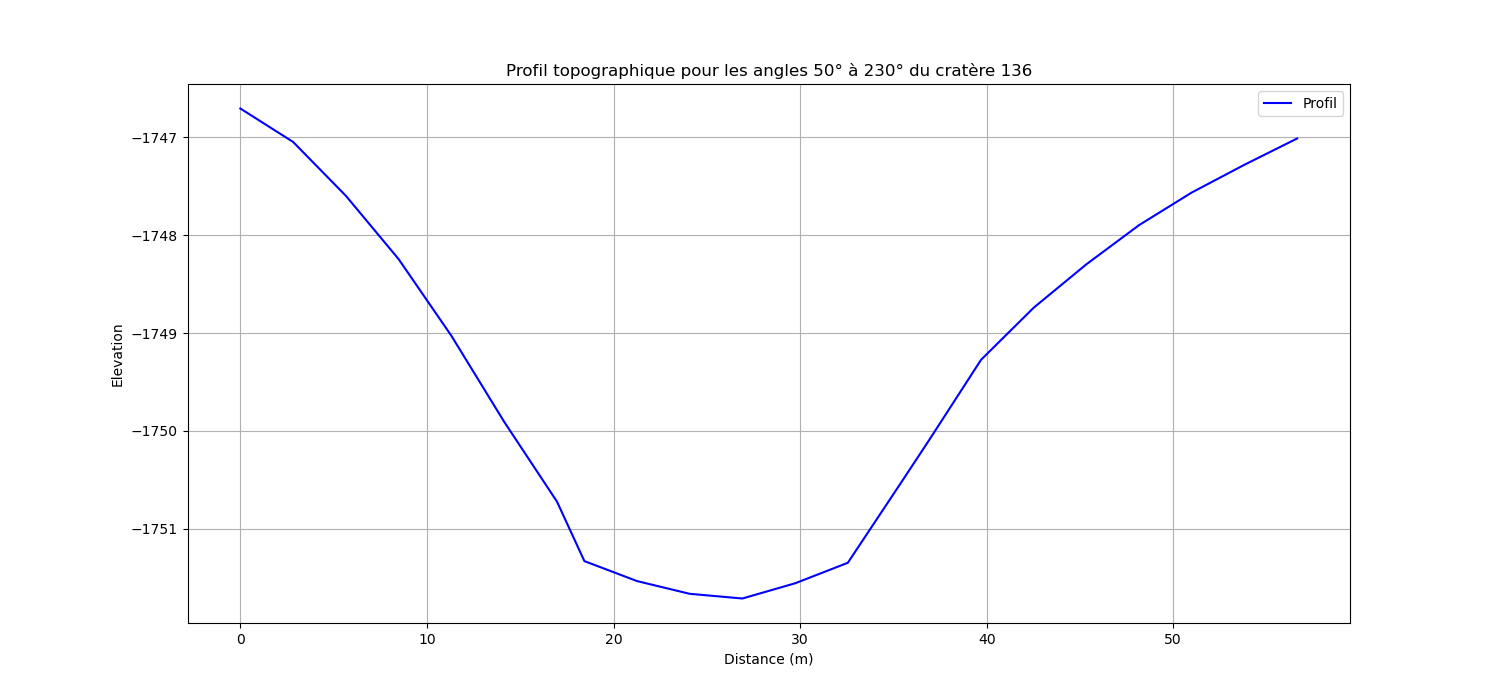 Profil topographique pour les angles 50° à 230° du cratère 136
Profil
−1747
−1748
−1749
−1750
−1751
Elevation
0 10 20 30 40 50
Distance (m)